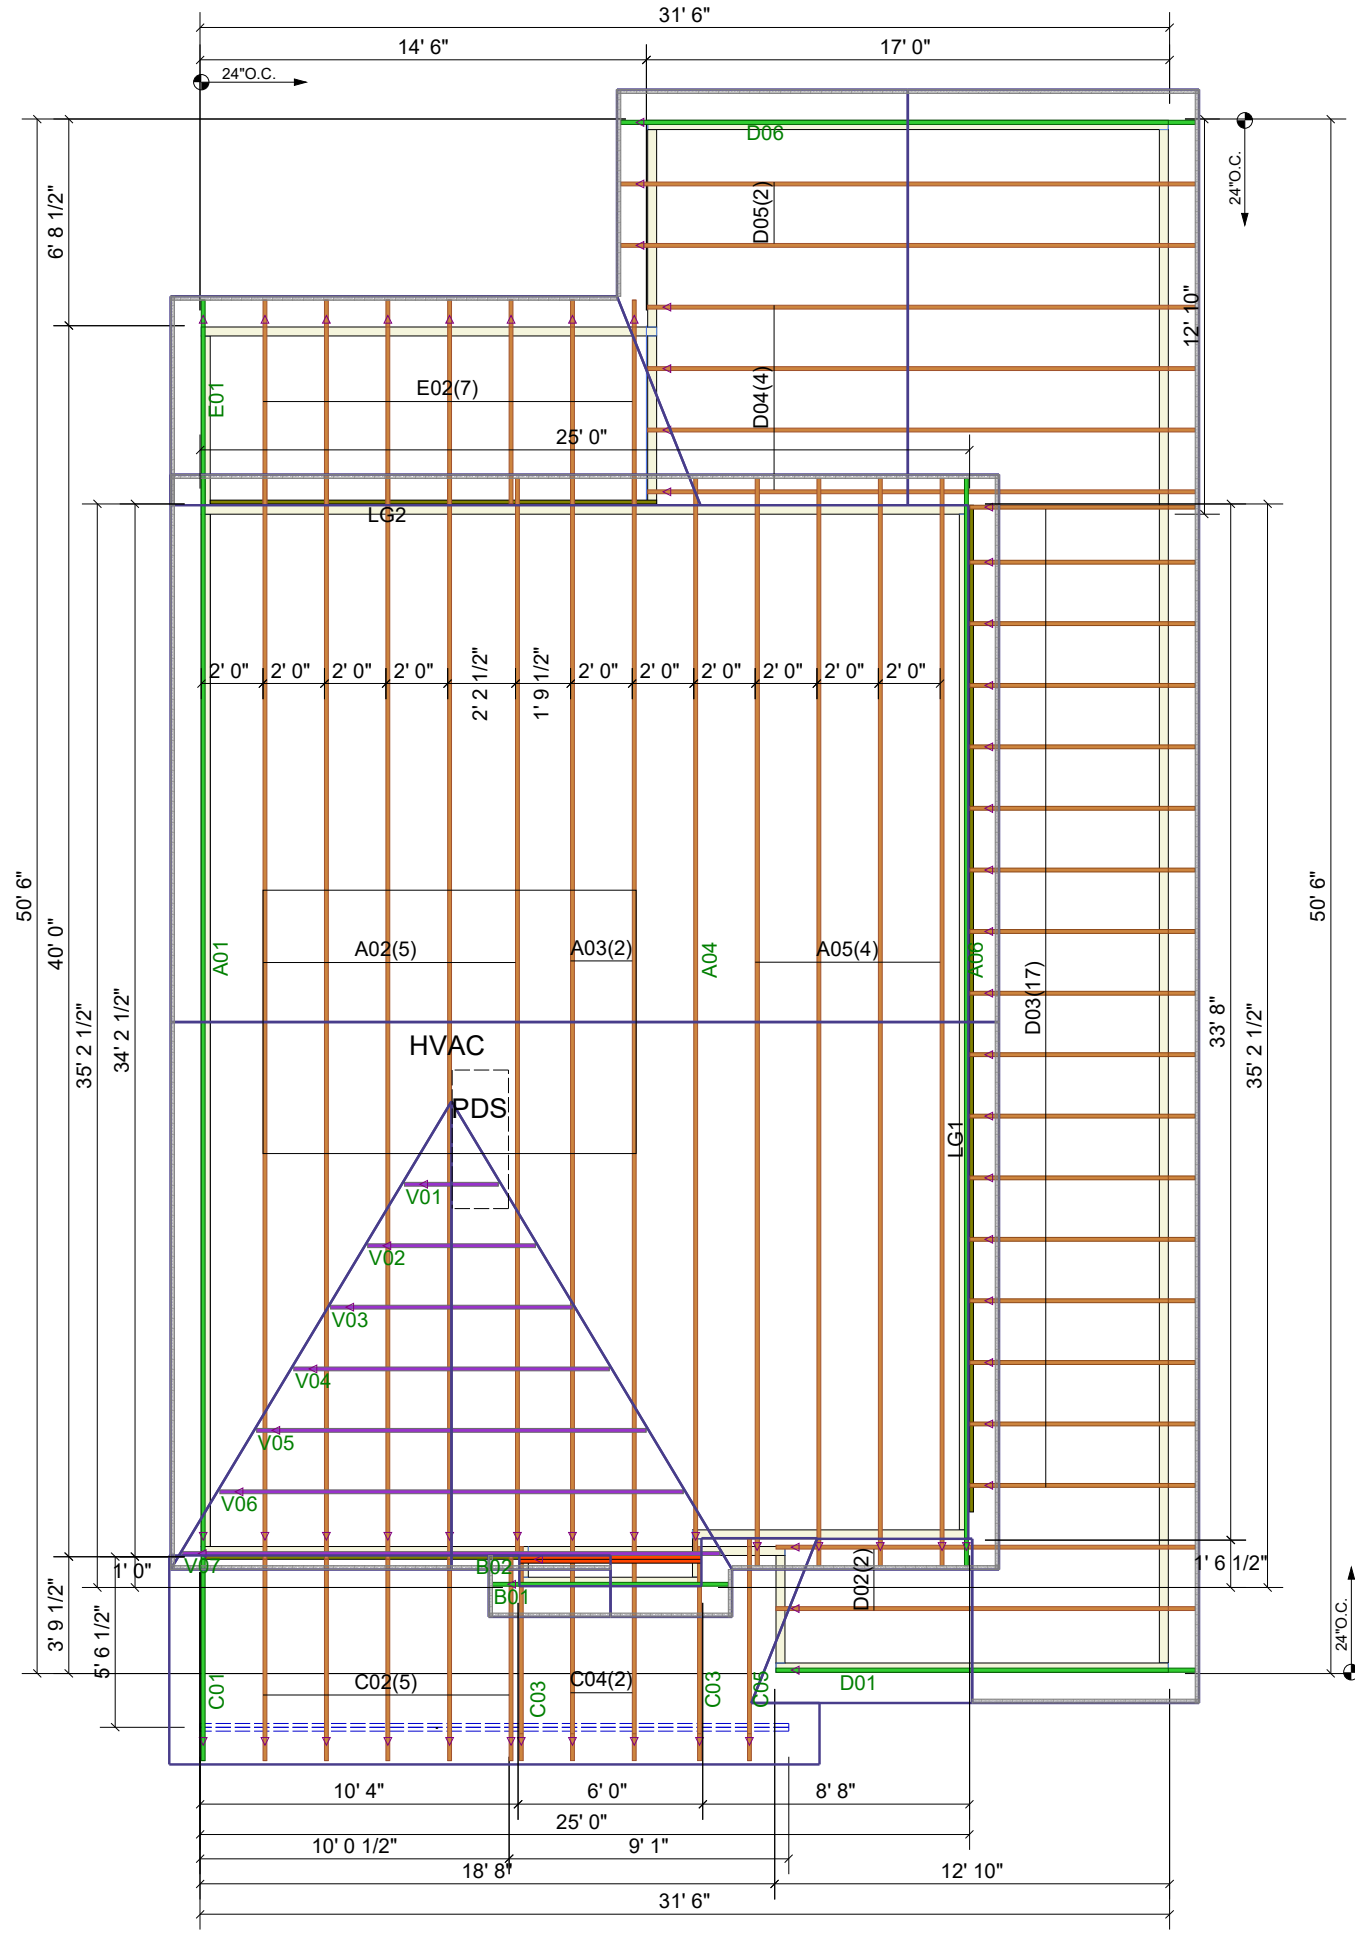 31' 6"
14' 6"
17' 0"
24"O.C.
D06
24"O.C.
D05(2)
6' 8 1/2"
12' 10"
E01
E02(7)
D04(4)
25' 0"
LG2
2' 0"
2' 0"
2' 0"
2' 0"
2' 2 1/2"
1' 9 1/2"
2' 0"
2' 0"
2' 0"
2' 0"
2' 0"
2' 0"
50' 6"
40' 0"
35' 2 1/2"
34' 2 1/2"
A01
A02(5)
A03(2)
A04
A05(4)
A06
D03(17)
33' 8"
35' 2 1/2"
50' 6"
HVAC
PDS
LG1
V01
V02
V03
V04
V05
V06
V07
B02
B01
1' 0"
3' 9 1/2"
5' 6 1/2"
D02(2)
1' 6 1/2"
24"O.C.
C01
C02(5)
C03
C04(2)
C03
C05
D01
10' 4"
6' 0"
8' 8"
25' 0"
10' 0 1/2"
9' 1"
18' 8"
12' 10"
31' 6"